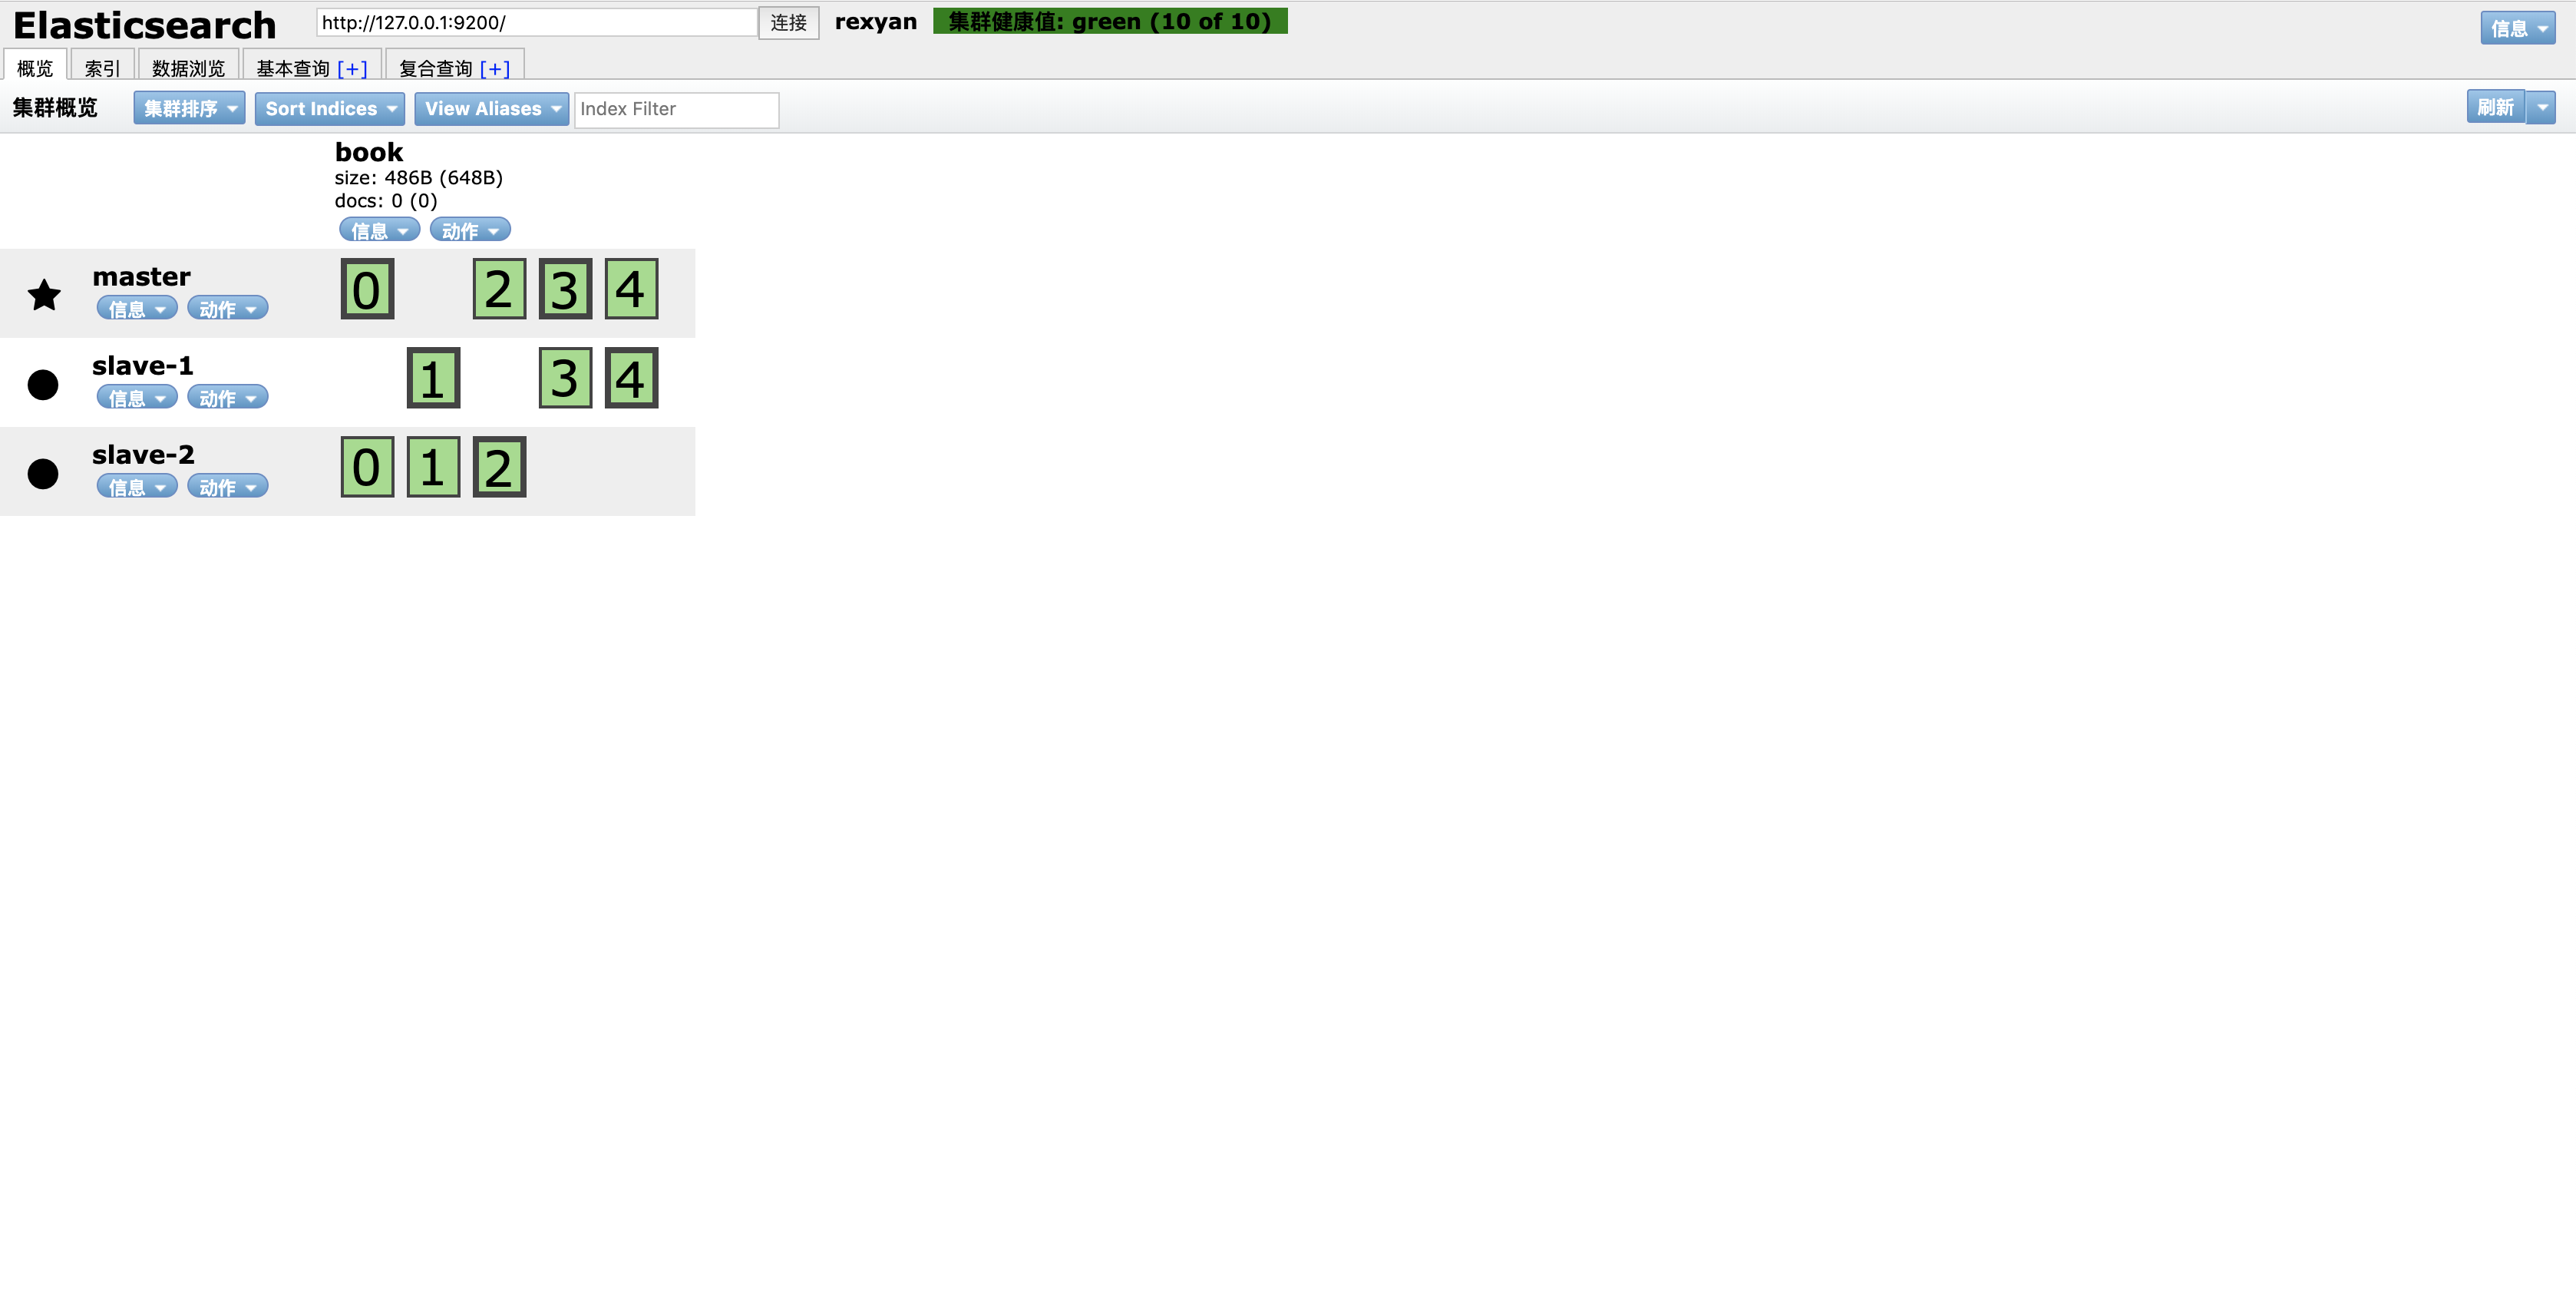 Elasticsearch http://127.0.0.1:9200/ 连接 rexyan 集群健康值: green (10 of 10) 信息
概览 索引 数据浏览 基本查询 [+] 复合查询 [+]
集群概览 集群排序 Sort Indices View Aliases Index Filter 刷新
book
size: 486B (648B)
docs: 0 (0)
信息 动作
master
信息 动作
0 2 3 4
slave-1
信息 动作
1 3 4
slave-2
信息 动作
0 1 2